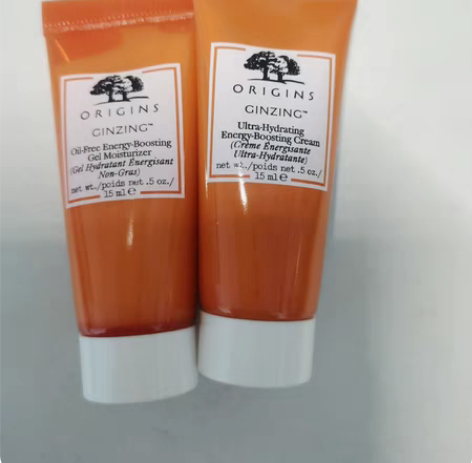 ORIGINS
GINZING™
Oil-Free Energy-Boosting
Gel Moisturizer
(Gel Hydratant Énergisant
Non-Gras)
net wt./poids net .5 oz./
15 ml ℮
ORIGINS
GINZING™
Ultra-Hydrating
Energy-Boosting Cream
(Crème Énergisante
Ultra-Hydratante)
net wt./poids net .5 oz./
15 ml ℮